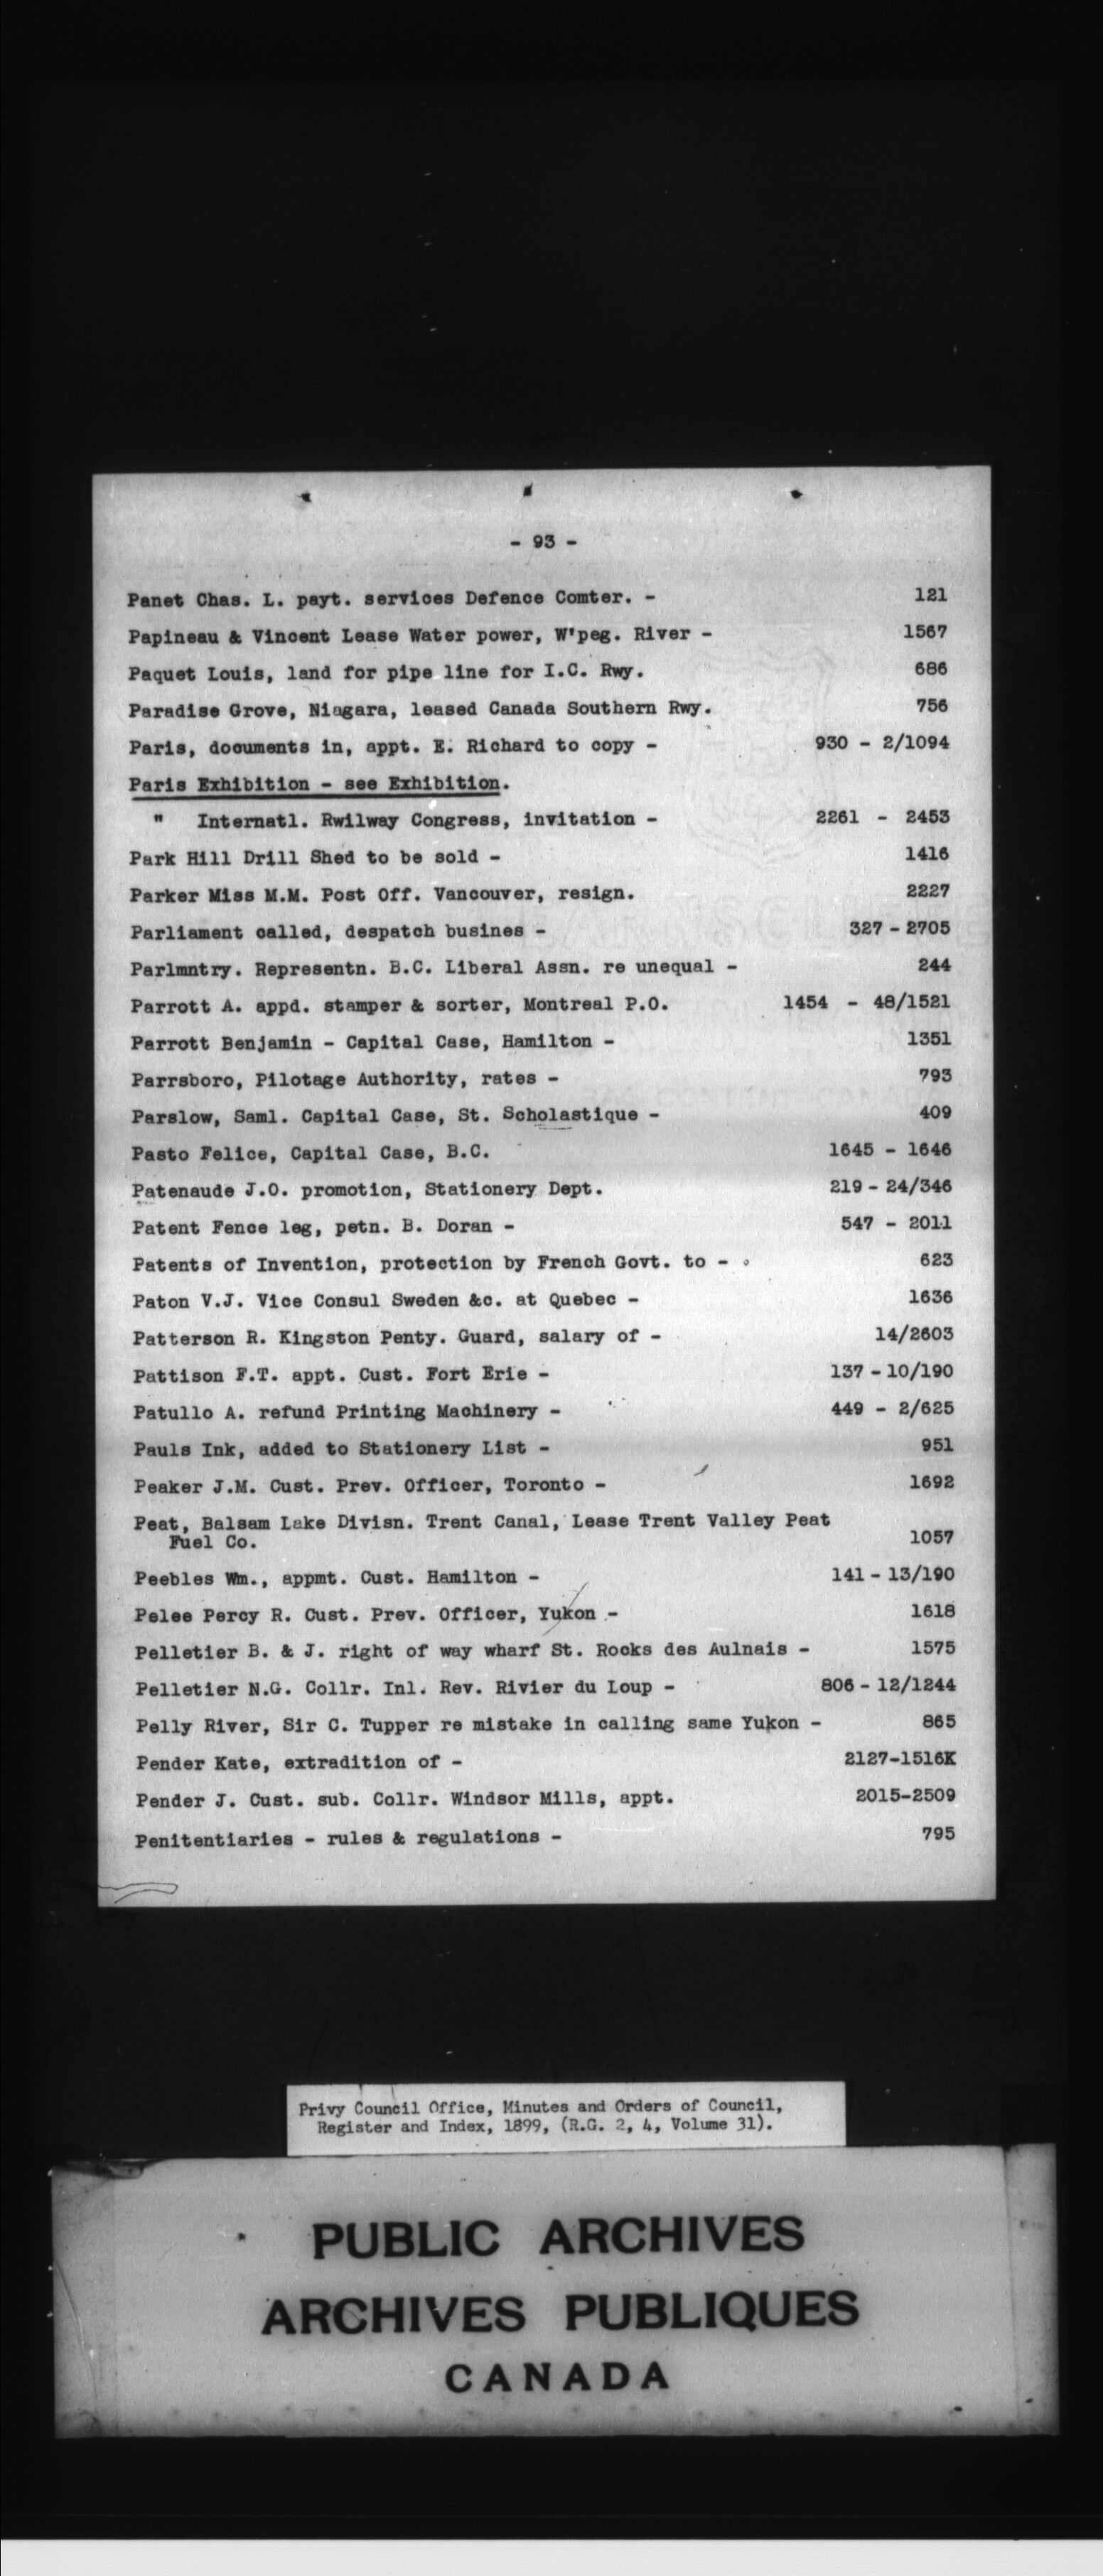 - 93 -
Panet Chas. L. payt. services Defence Comter. - 121
Papineau & Vincent Lease Water power, W'peg. River - 1567
Paquet Louis, land for pipe line for I.C. Rwy. 686
Paradise Grove, Niagara, leased Canada Southern Rwy. 756
Paris, documents in, appt. E. Richard to copy - 930 - 2/1094
Paris Exhibition - see Exhibition.
" Internatl. Rwilway Congress, invitation - 2261 - 2453
Park Hill Drill Shed to be sold - 1416
Parker Miss M.M. Post Off. Vancouver, resign. 2227
Parliament called, despatch busines - 327 - 2705
Parlmntry. Representn. B.C. Liberal Assn. re unequal - 244
Parrott A. appd. stamper & sorter, Montreal P.O. 1454 - 48/1521
Parrott Benjamin - Capital Case, Hamilton - 1351
Parrsboro, Pilotage Authority, rates - 793
Parslow, Saml. Capital Case, St. Scholastique - 409
Pasto Felice, Capital Case, B.C. 1645 - 1646
Patenaude J.O. promotion, Stationery Dept. 219 - 24/346
Patent Fence leg, petn. B. Doran - 547 - 2011
Patents of Invention, protection by French Govt. to - 623
Paton V.J. Vice Consul Sweden &c. at Quebec - 1636
Patterson R. Kingston Penty. Guard, salary of - 14/2603
Pattison F.T. appt. Cust. Fort Erie - 137 - 10/190
Patullo A. refund Printing Machinery - 449 - 2/625
Pauls Ink, added to Stationery List - 951
Peaker J.M. Cust. Prev. Officer, Toronto - 1692
Peat, Balsam Lake Divisn. Trent Canal, Lease Trent Valley Peat
Fuel Co. 1057
Peebles Wm., appmt. Cust. Hamilton - 141 - 13/190
Pelee Percy R. Cust. Prev. Officer, Yukon - 1618
Pelletier B. & J. right of way wharf St. Rocks des Aulnais - 1575
Pelletier N.G. Collr. Inl. Rev. Rivier du Loup - 806 - 12/1244
Pelly River, Sir C. Tupper re mistake in calling same Yukon - 865
Pender Kate, extradition of - 2127-1516K
Pender J. Cust. sub. Collr. Windsor Mills, appt. 2015-2509
Penitentiaries - rules & regulations - 795
Privy Council Office, Minutes and Orders of Council,
Register and Index, 1899, (R.G. 2, 4, Volume 31).
PUBLIC ARCHIVES
ARCHIVES PUBLIQUES
CANADA